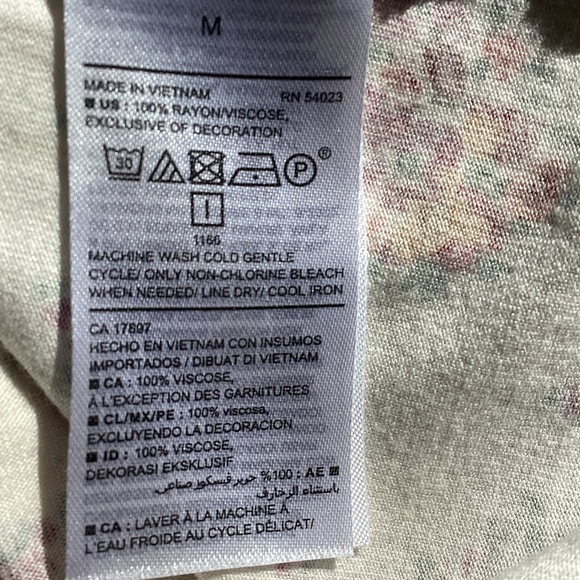 M
MADE IN VIETNAM RN 54023
US : 100% RAYON/VISCOSE,
EXCLUSIVE OF DECORATION
30 P ®
1166
MACHINE WASH COLD GENTLE
CYCLE/ ONLY NON-CHLORINE BLEACH
WHEN NEEDED/ LINE DRY/ COOL IRON
CA 17897
HECHO EN VIETNAM CON INSUMOS
IMPORTADOS / DIBUAT DI VIETNAM
CA : 100% VISCOSE,
À L'EXCEPTION DES GARNITURES
CL/MX/PE : 100% viscosa,
EXCLUYENDO LA DECORACION
ID : 100% VISCOSE,
DEKORASI EKSKLUSIF
AE : 100% حرير فيسكوز صناعي،
باستثناء الزخارف
CA : LAVER À LA MACHINE À
L'EAU FROIDE AU CYCLE DÉLICAT/